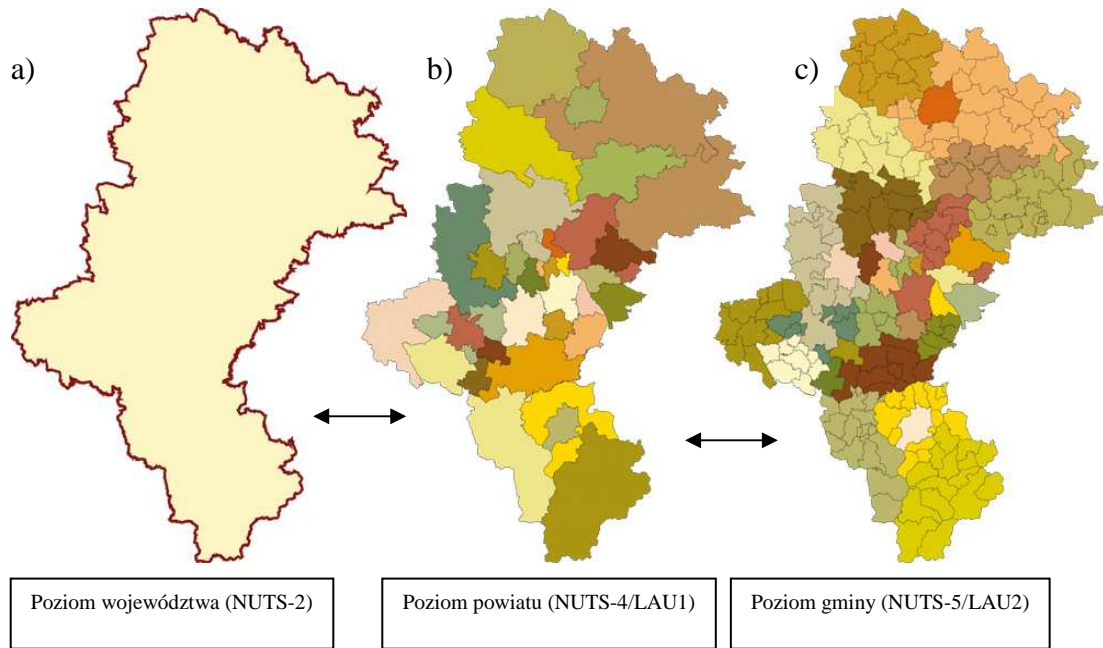 a)
b)
c)
Poziom województwa (NUTS-2)
Poziom powiatu (NUTS-4/LAU1)
Poziom gminy (NUTS-5/LAU2)